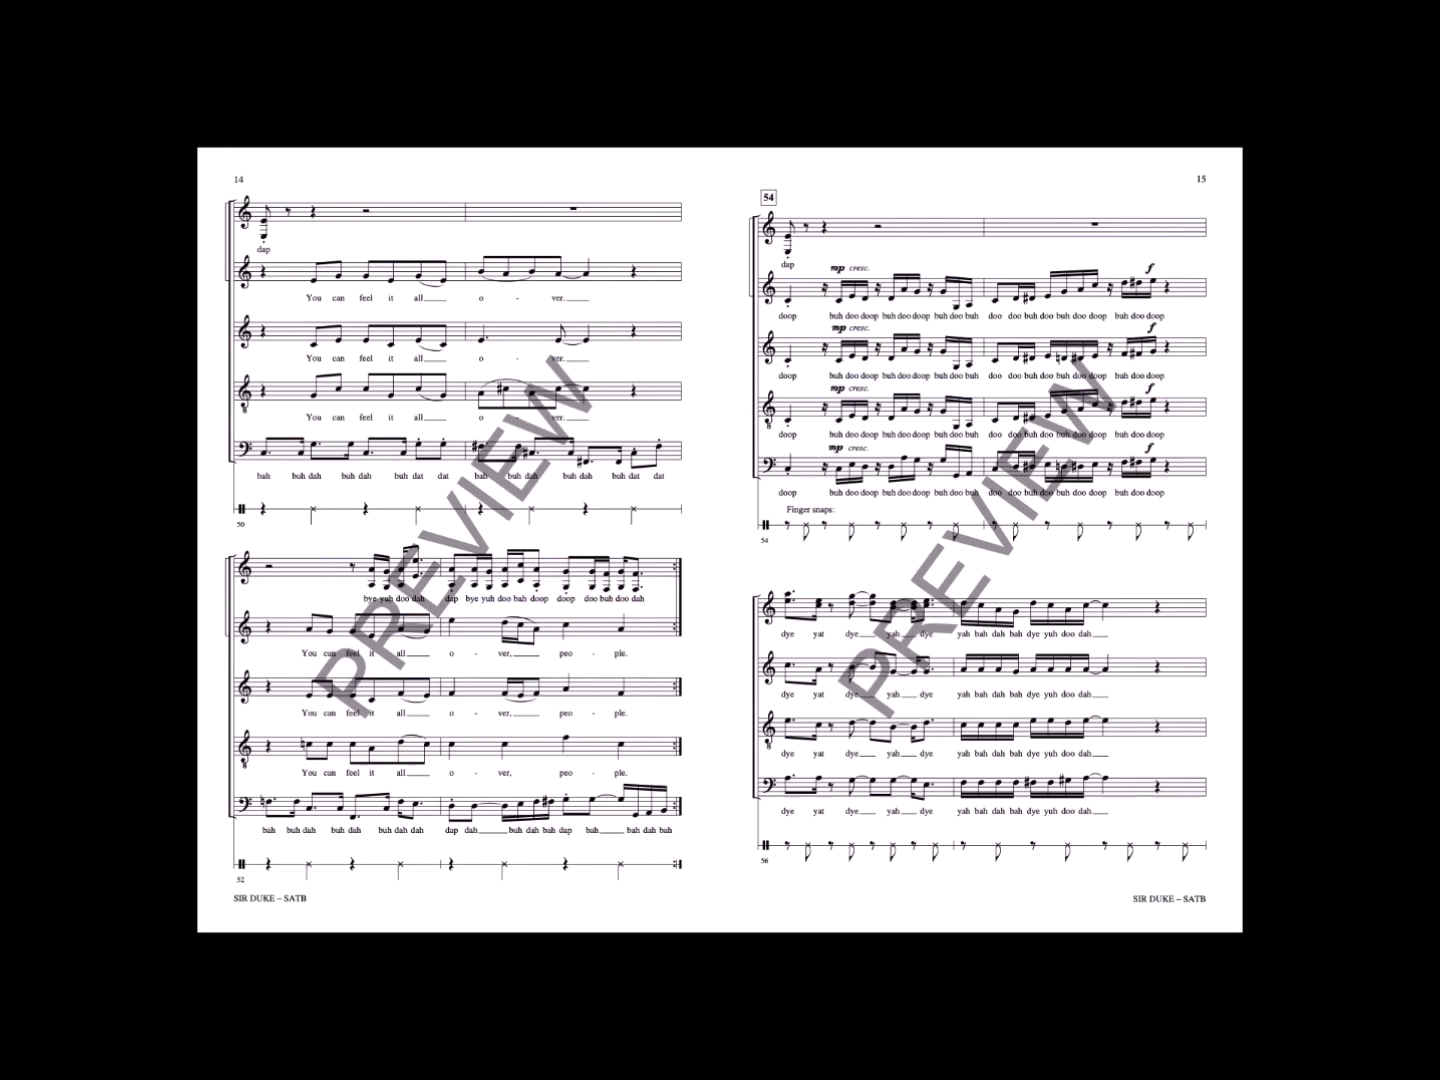 14
dap
You can feel it all o - ver.
You can feel it all o - ver.
You can feel it all o - ver.
bah buh dah buh dah buh dat dat bah buh dah buh dah buh dat dat
50
bye yuh doo dah dap bye yuh doo bah doop doop doo buh doo dah
You can feel it all o - ver, peo - ple.
You can feel it all o - ver, peo - ple.
You can feel it all o - ver, peo - ple.
bah buh dah buh dah buh dah dah dap dah buh dah bah dap bah bah dah bah
52
SIR DUKE – SATB
PREVIEW
15
54
dap
mp cresc. f
doop buh doo doop buh doo doop buh doo buh doo doo buh doo buh doo doop buh doo doop
mp cresc. f
doop buh doo doop buh doo doop buh doo buh doo doo buh doo buh doo doop buh doo doop
mp cresc. f
doop buh doo doop buh doo doop buh doo buh doo doo buh doo buh doo doop buh doo doop
mp cresc. f
doop buh doo doop buh doo doop buh doo buh doo doo buh doo buh doo doop buh doo doop
Finger snaps:
54
dye yat dye yah dye yah bah dah bah dye yuh doo dah
dye yat dye yah dye yah bah dah bah dye yuh doo dah
dye yat dye yah dye yah bah dah bah dye yuh doo dah
dye yat dye yah dye yah bah dah bah dye yuh doo dah
56
SIR DUKE – SATB
PREVIEW